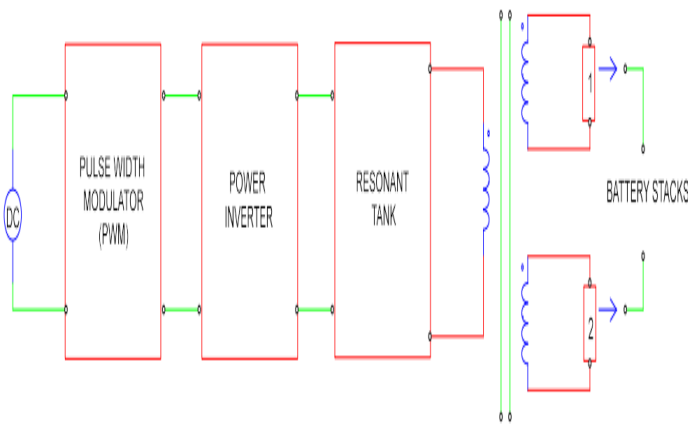 DC
PULSE WIDTH
MODULATOR
(PWM)
POWER
INVERTER
RESONANT
TANK
1
BATTERY STACKS
2